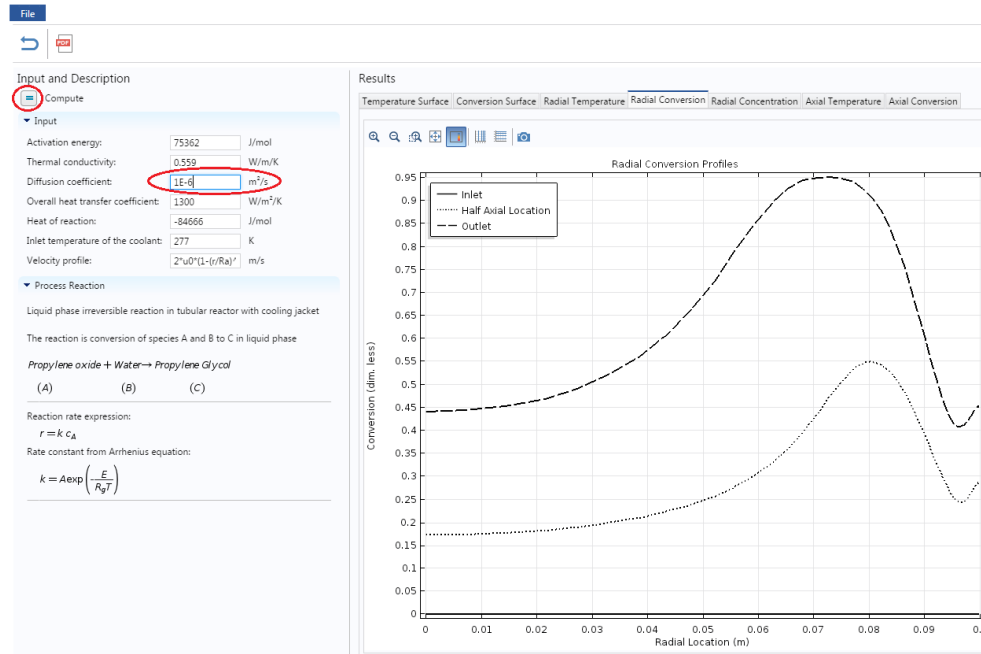 File
PDF
Input and Description
= Compute
Input
Activation energy: 75362 J/mol
Thermal conductivity: 0.559 W/m/K
Diffusion coefficient: 1E-6 m²/s
Overall heat transfer coefficient: 1300 W/m²/K
Heat of reaction: -84666 J/mol
Inlet temperature of the coolant: 277 K
Velocity profile: 2*u0*(1-(r/Ra)^ m/s
Process Reaction
Liquid phase irreversible reaction in tubular reactor with cooling jacket
The reaction is conversion of species A and B to C in liquid phase
Propylene oxide + Water→ Propylene Glycol
(A) (B) (C)
Reaction rate expression:
r = k c_A
Rate constant from Arrhenius equation:
k = Aexp(-E/R_gT)
Results
Temperature Surface Conversion Surface Radial Temperature Radial Conversion Radial Concentration Axial Temperature Axial Conversion
Radial Conversion Profiles
Inlet
Half Axial Location
Outlet
Conversion (dim. less)
0.95
0.9
0.85
0.8
0.75
0.7
0.65
0.6
0.55
0.5
0.45
0.4
0.35
0.3
0.25
0.2
0.15
0.1
0.05
0
0 0.01 0.02 0.03 0.04 0.05 0.06 0.07 0.08 0.09 0.
Radial Location (m)